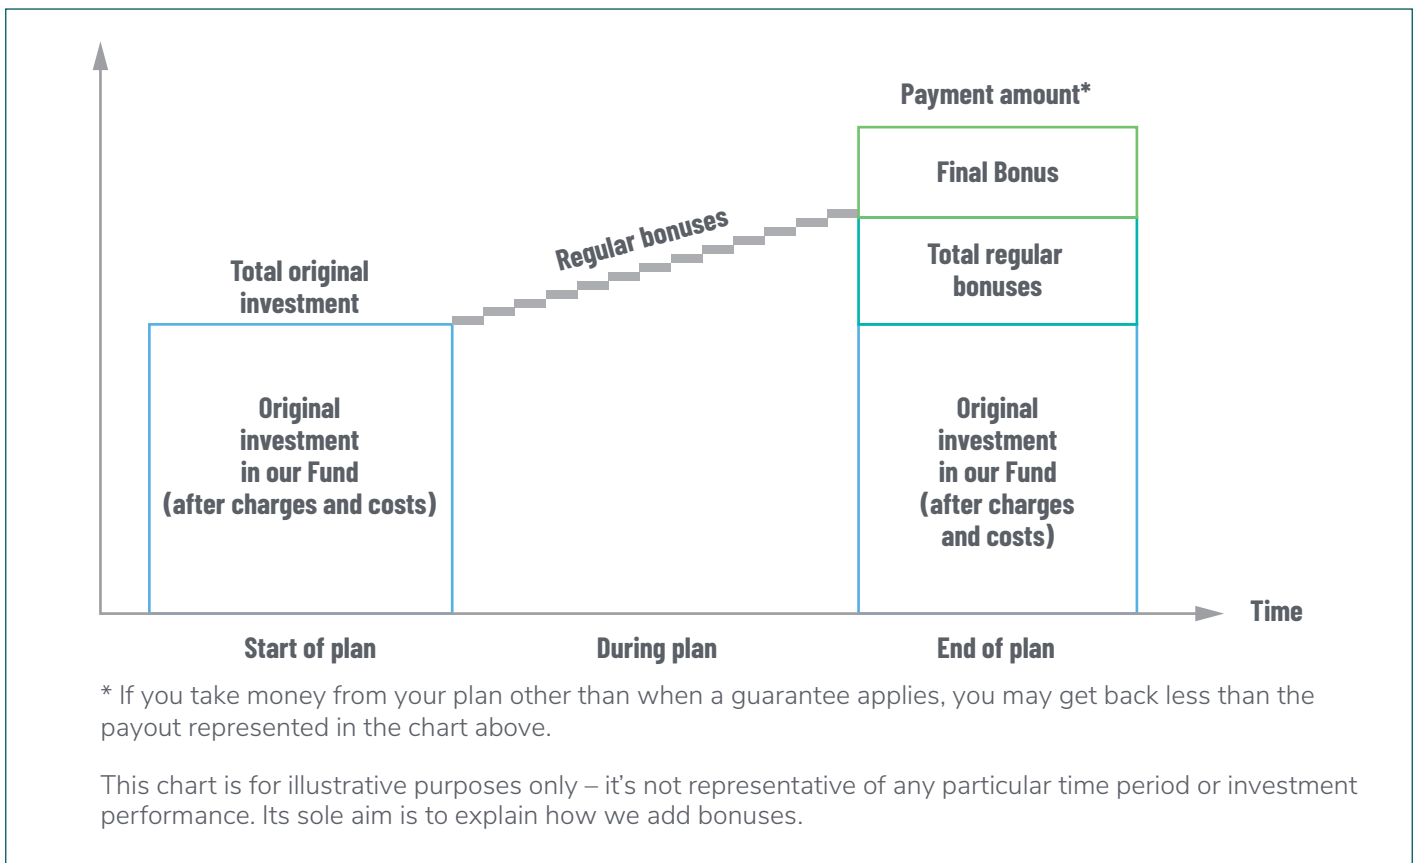 Payment amount*
Final Bonus
Regular bonuses
Total regular
bonuses
Total original
investment
Original
investment
in our Fund
(after charges and costs)
Original
investment
in our Fund
(after charges
and costs)
Time
Start of plan
During plan
End of plan
* If you take money from your plan other than when a guarantee applies, you may get back less than the
payout represented in the chart above.
This chart is for illustrative purposes only – it’s not representative of any particular time period or investment
performance. Its sole aim is to explain how we add bonuses.